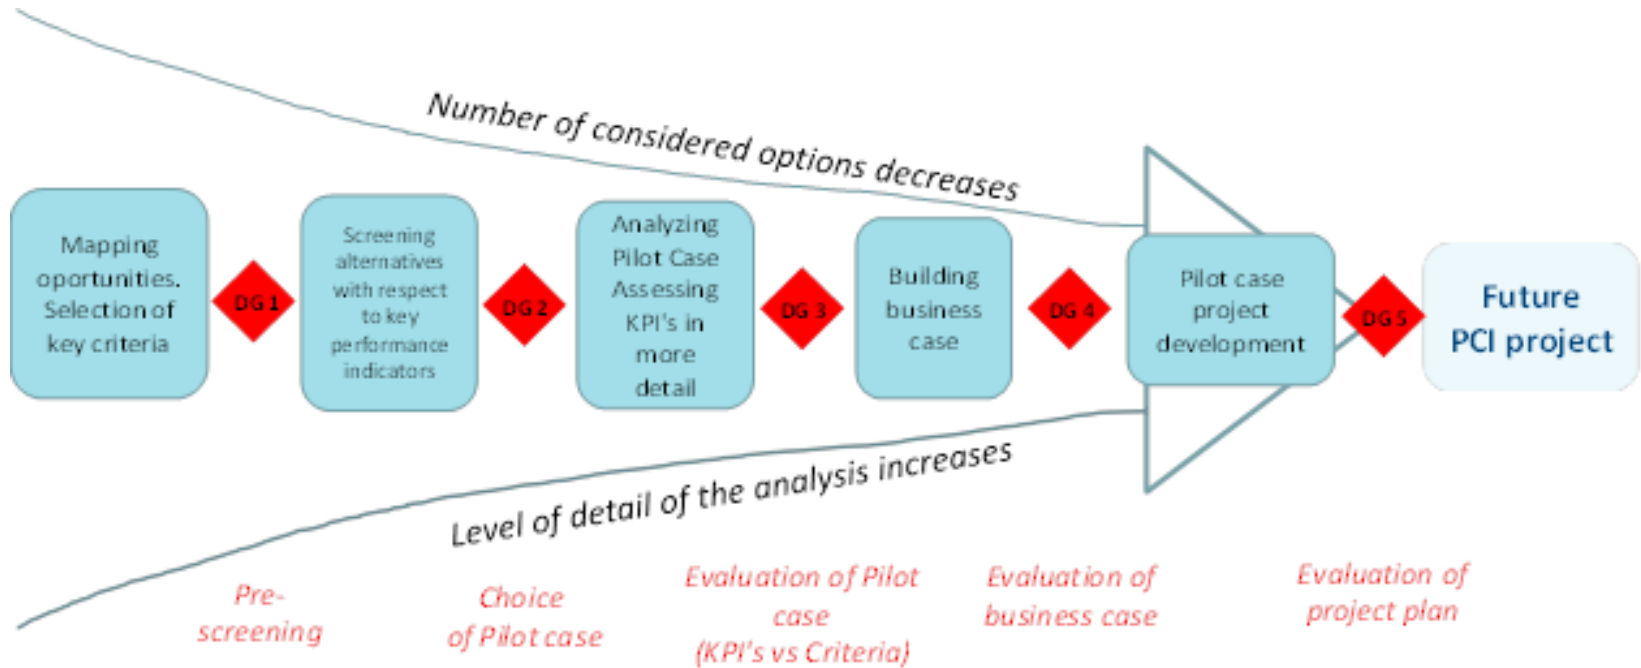 Number of considered options decreases
Mapping
oportunities.
Selection of
key criteria
DG 1
Screening
alternatives
with respect
to key
performance
indicators
DG 2
Analyzing
Pilot Case
Assessing
KPI's in
more
detail
DG 3
Building
business
case
DG 4
Pilot case
project
development
DG 5
Future
PCI project
Level of detail of the analysis increases
Pre-
screening
Choice
of Pilot case
Evaluation of Pilot
case
(KPI's vs Criteria)
Evaluation of
business case
Evaluation of
project plan